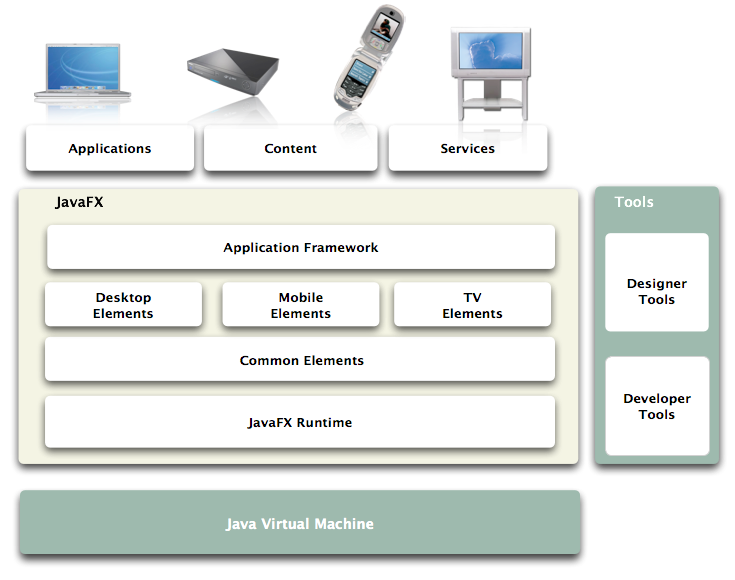 Applications
Content
Services
JavaFX
Tools
Application Framework
Designer
Tools
Desktop
Elements
Mobile
Elements
TV
Elements
Common Elements
Developer
Tools
JavaFX Runtime
Java Virtual Machine